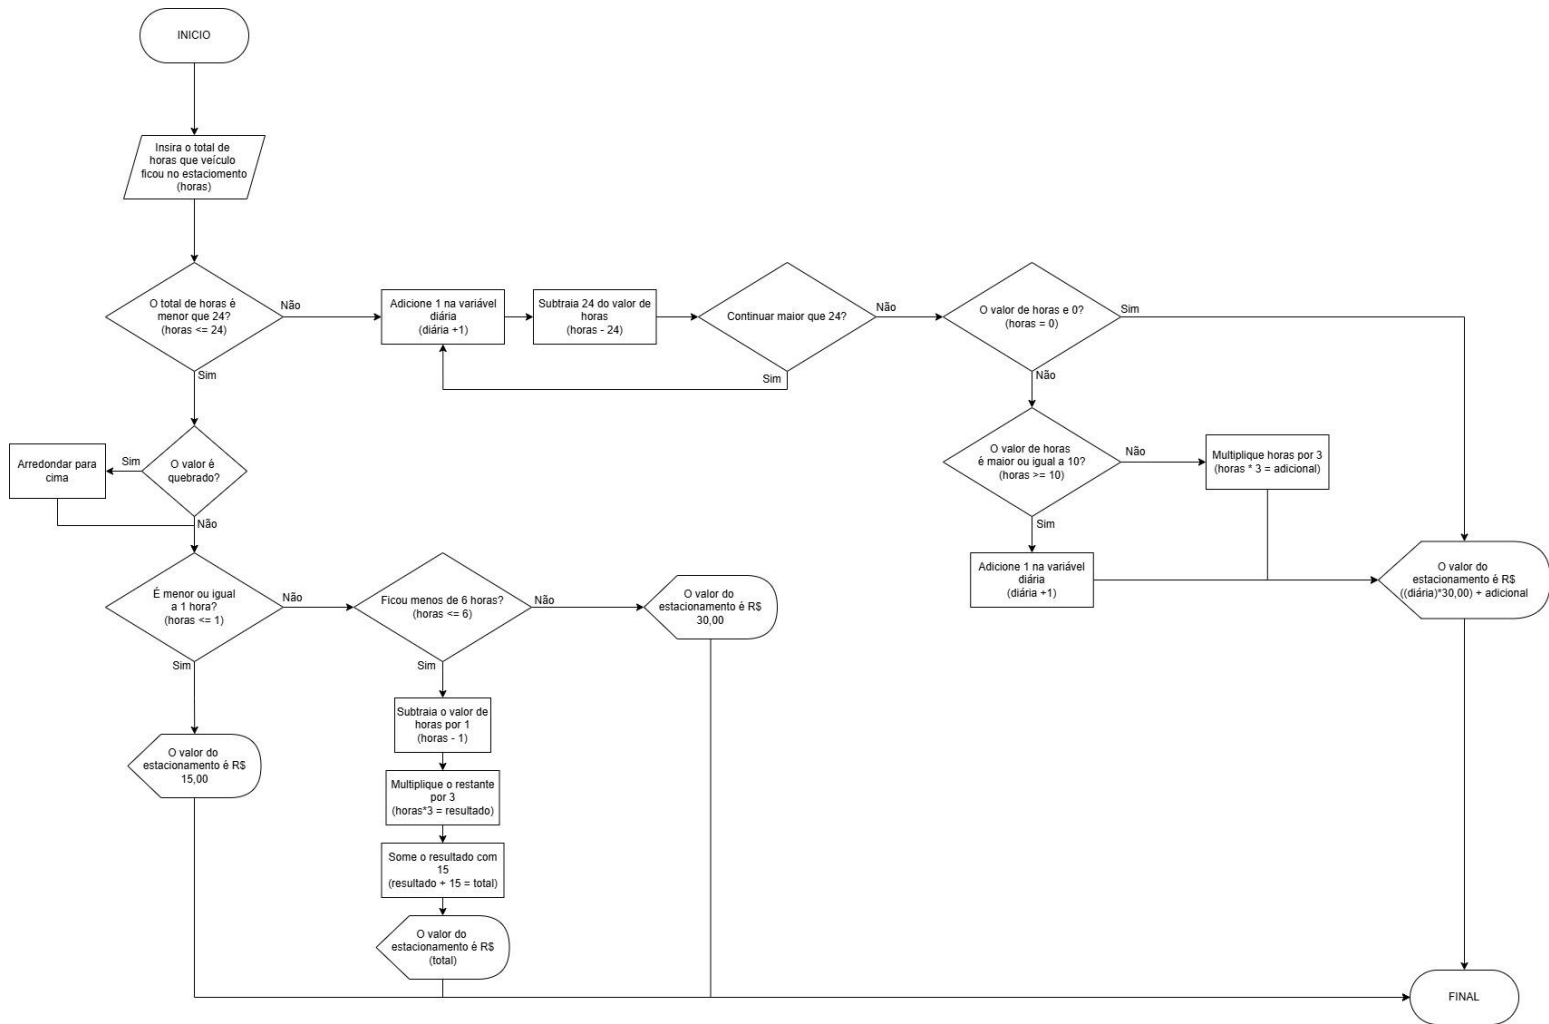 INICIO
Insira o total de
horas que veículo
ficou no estaciomento
(horas)
O total de horas é
menor que 24?
(horas <= 24)
Não
Sim
Adicione 1 na variável
diária
(diária +1)
Subtraia 24 do valor de
horas
(horas - 24)
Continuar maior que 24?
Não
Sim
O valor de horas e 0?
(horas = 0)
Sim
Não
O valor de horas
é maior ou igual a 10?
(horas >= 10)
Não
Sim
Multiplique horas por 3
(horas * 3 = adicional)
Adicione 1 na variável
diária
(diária +1)
O valor do
estacionamento é R$
((diária)*30,00) + adicional
O valor é
quebrado?
Sim
Não
Arredondar para
cima
É menor ou igual
a 1 hora?
(horas <= 1)
Não
Sim
Ficou menos de 6 horas?
(horas <= 6)
Não
Sim
O valor do
estacionamento é R$
30,00
O valor do
estacionamento é R$
15,00
Subtraia o valor de
horas por 1
(horas - 1)
Multiplique o restante
por 3
(horas*3 = resultado)
Some o resultado com
15
(resultado + 15 = total)
O valor do
estacionamento é R$
(total)
FINAL